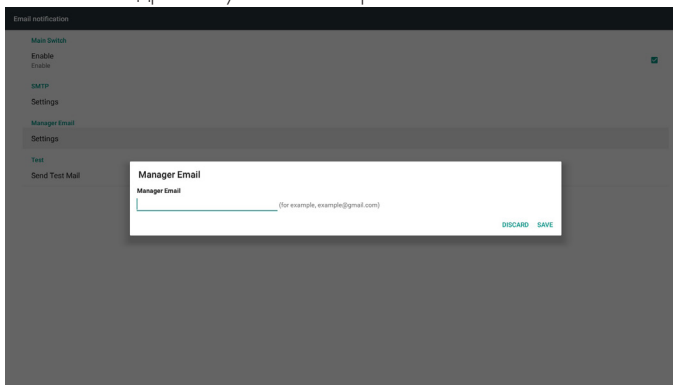 Email notification
Main Switch
Enable
Enable
SMTP
Settings
Manager Email
Settings
Test
Send Test Mail
Manager Email
Manager Email
(for example, example@gmail.com)
DISCARD SAVE